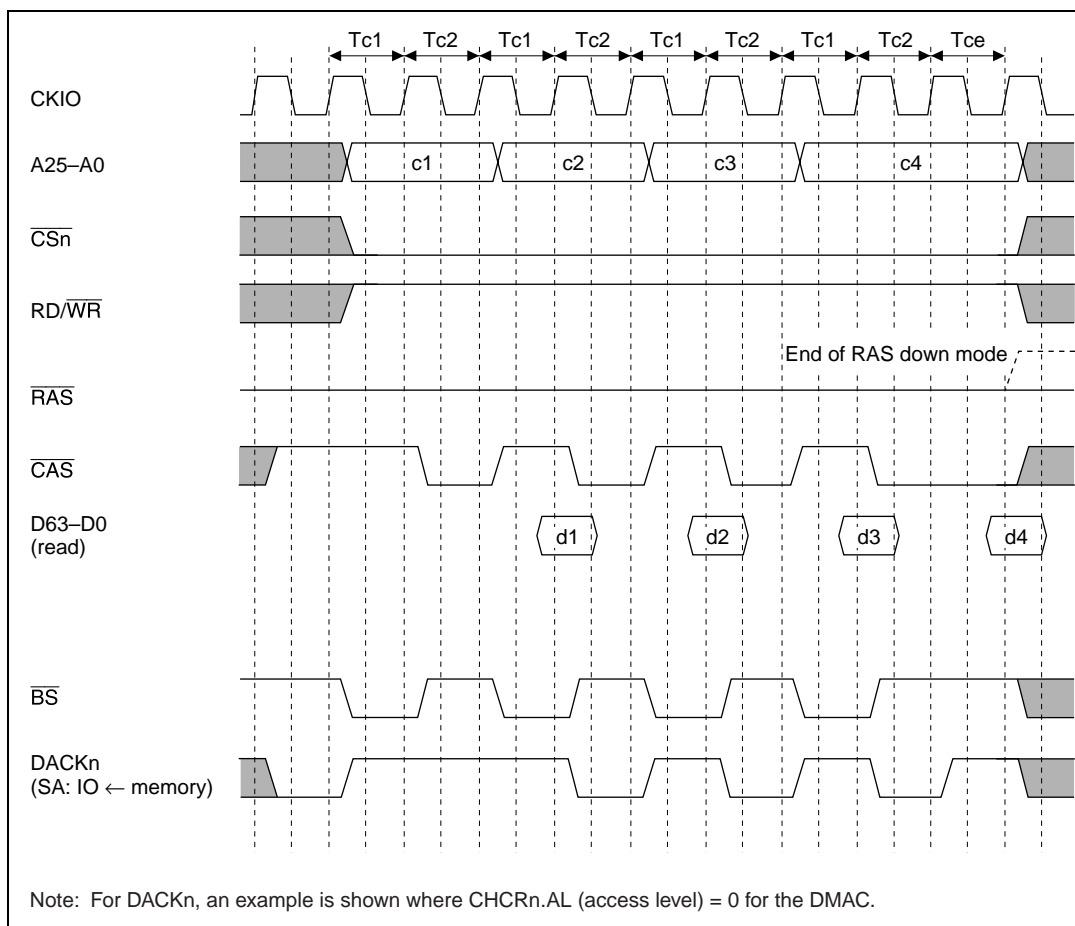 Tc1 Tc2 Tc1 Tc2 Tc1 Tc2 Tc1 Tc2 Tce
CKIO
A25–A0 c1 c2 c3 c4
CSn
RD/WR
End of RAS down mode
RAS
CAS
D63–D0
(read) d1 d2 d3 d4
BS
DACKn
(SA: IO ← memory)
Note: For DACKn, an example is shown where CHCRn.AL (access level) = 0 for the DMAC.